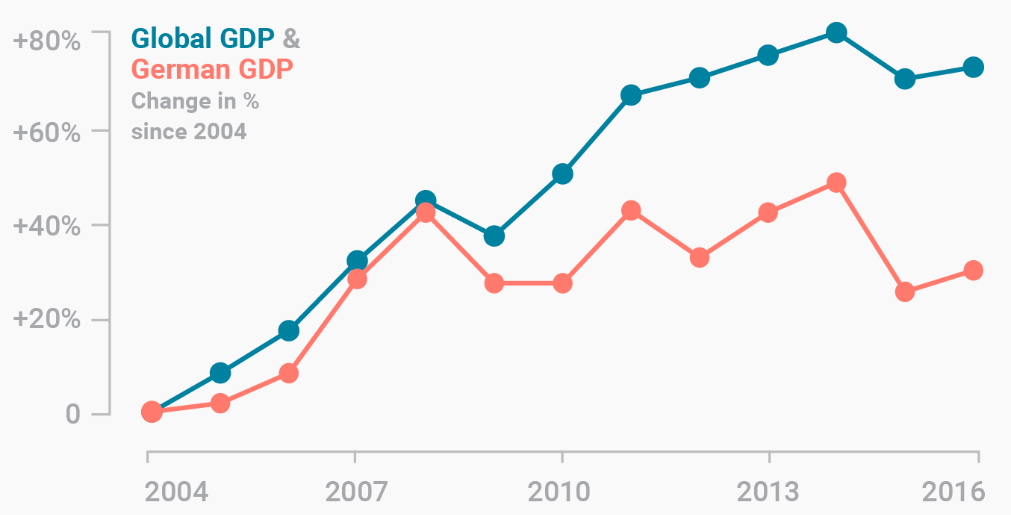 Global GDP &
German GDP
Change in %
since 2004
+80%
+60%
+40%
+20%
0
2004 2007 2010 2013 2016